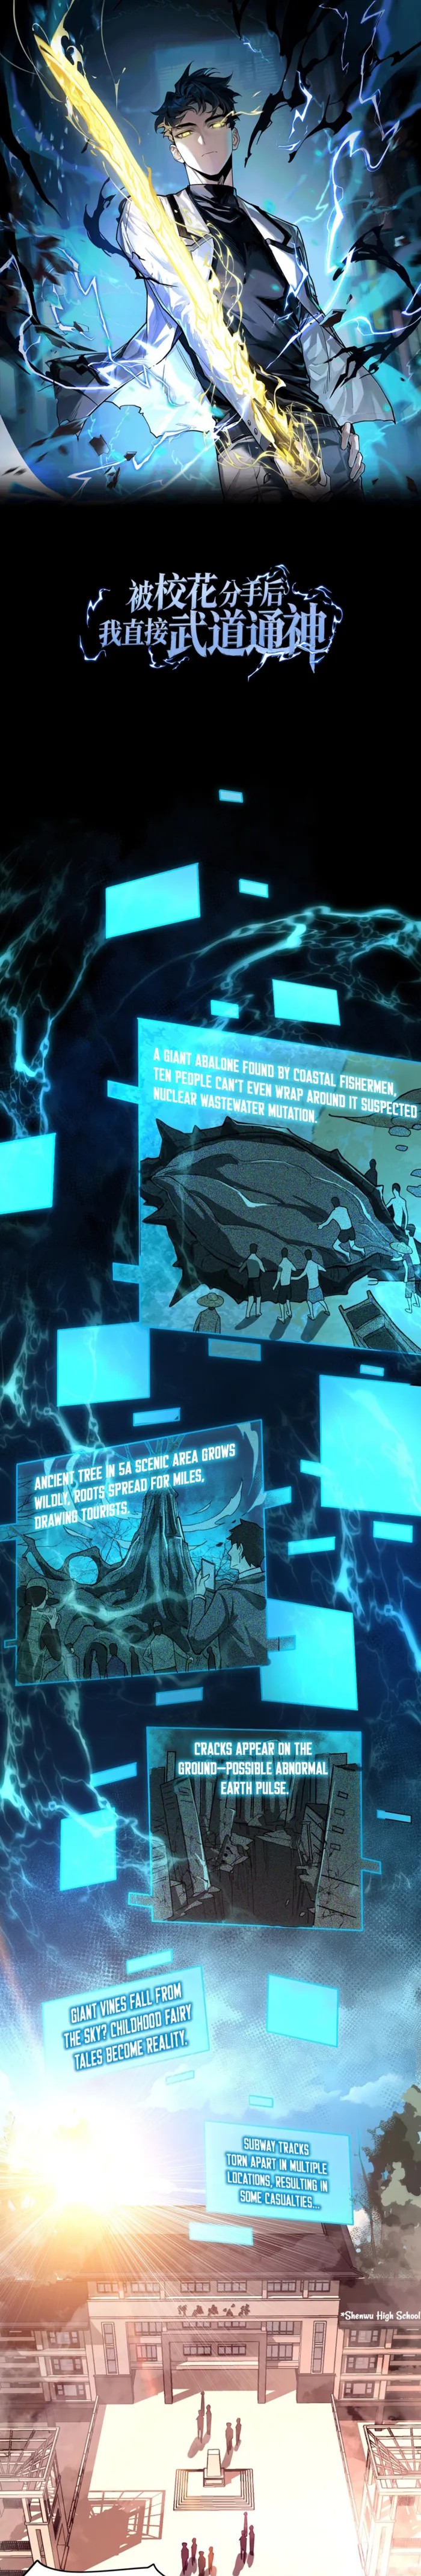 被校花分手后
我直接武道通神
A GIANT ABALONE FOUND BY COASTAL FISHERMEN,
TEN PEOPLE CAN'T EVEN WRAP AROUND IT SUSPECTED
NUCLEAR WASTEWATER MUTATION.
ANCIENT TREE IN 5A SCENIC AREA GROWS
WILDLY, ROOTS SPREAD FOR MILES,
DRAWING TOURISTS.
CRACKS APPEAR ON THE
GROUND—POSSIBLE ABNORMAL
EARTH PULSE.
GIANT VINES FALL FROM
THE SKY? CHILDHOOD FAIRY
TALES BECOME REALITY.
SUBWAY TRACKS
TORN APART IN MULTIPLE
LOCATIONS, RESULTING IN
SOME CASUALTIES...
*Shenwu High School